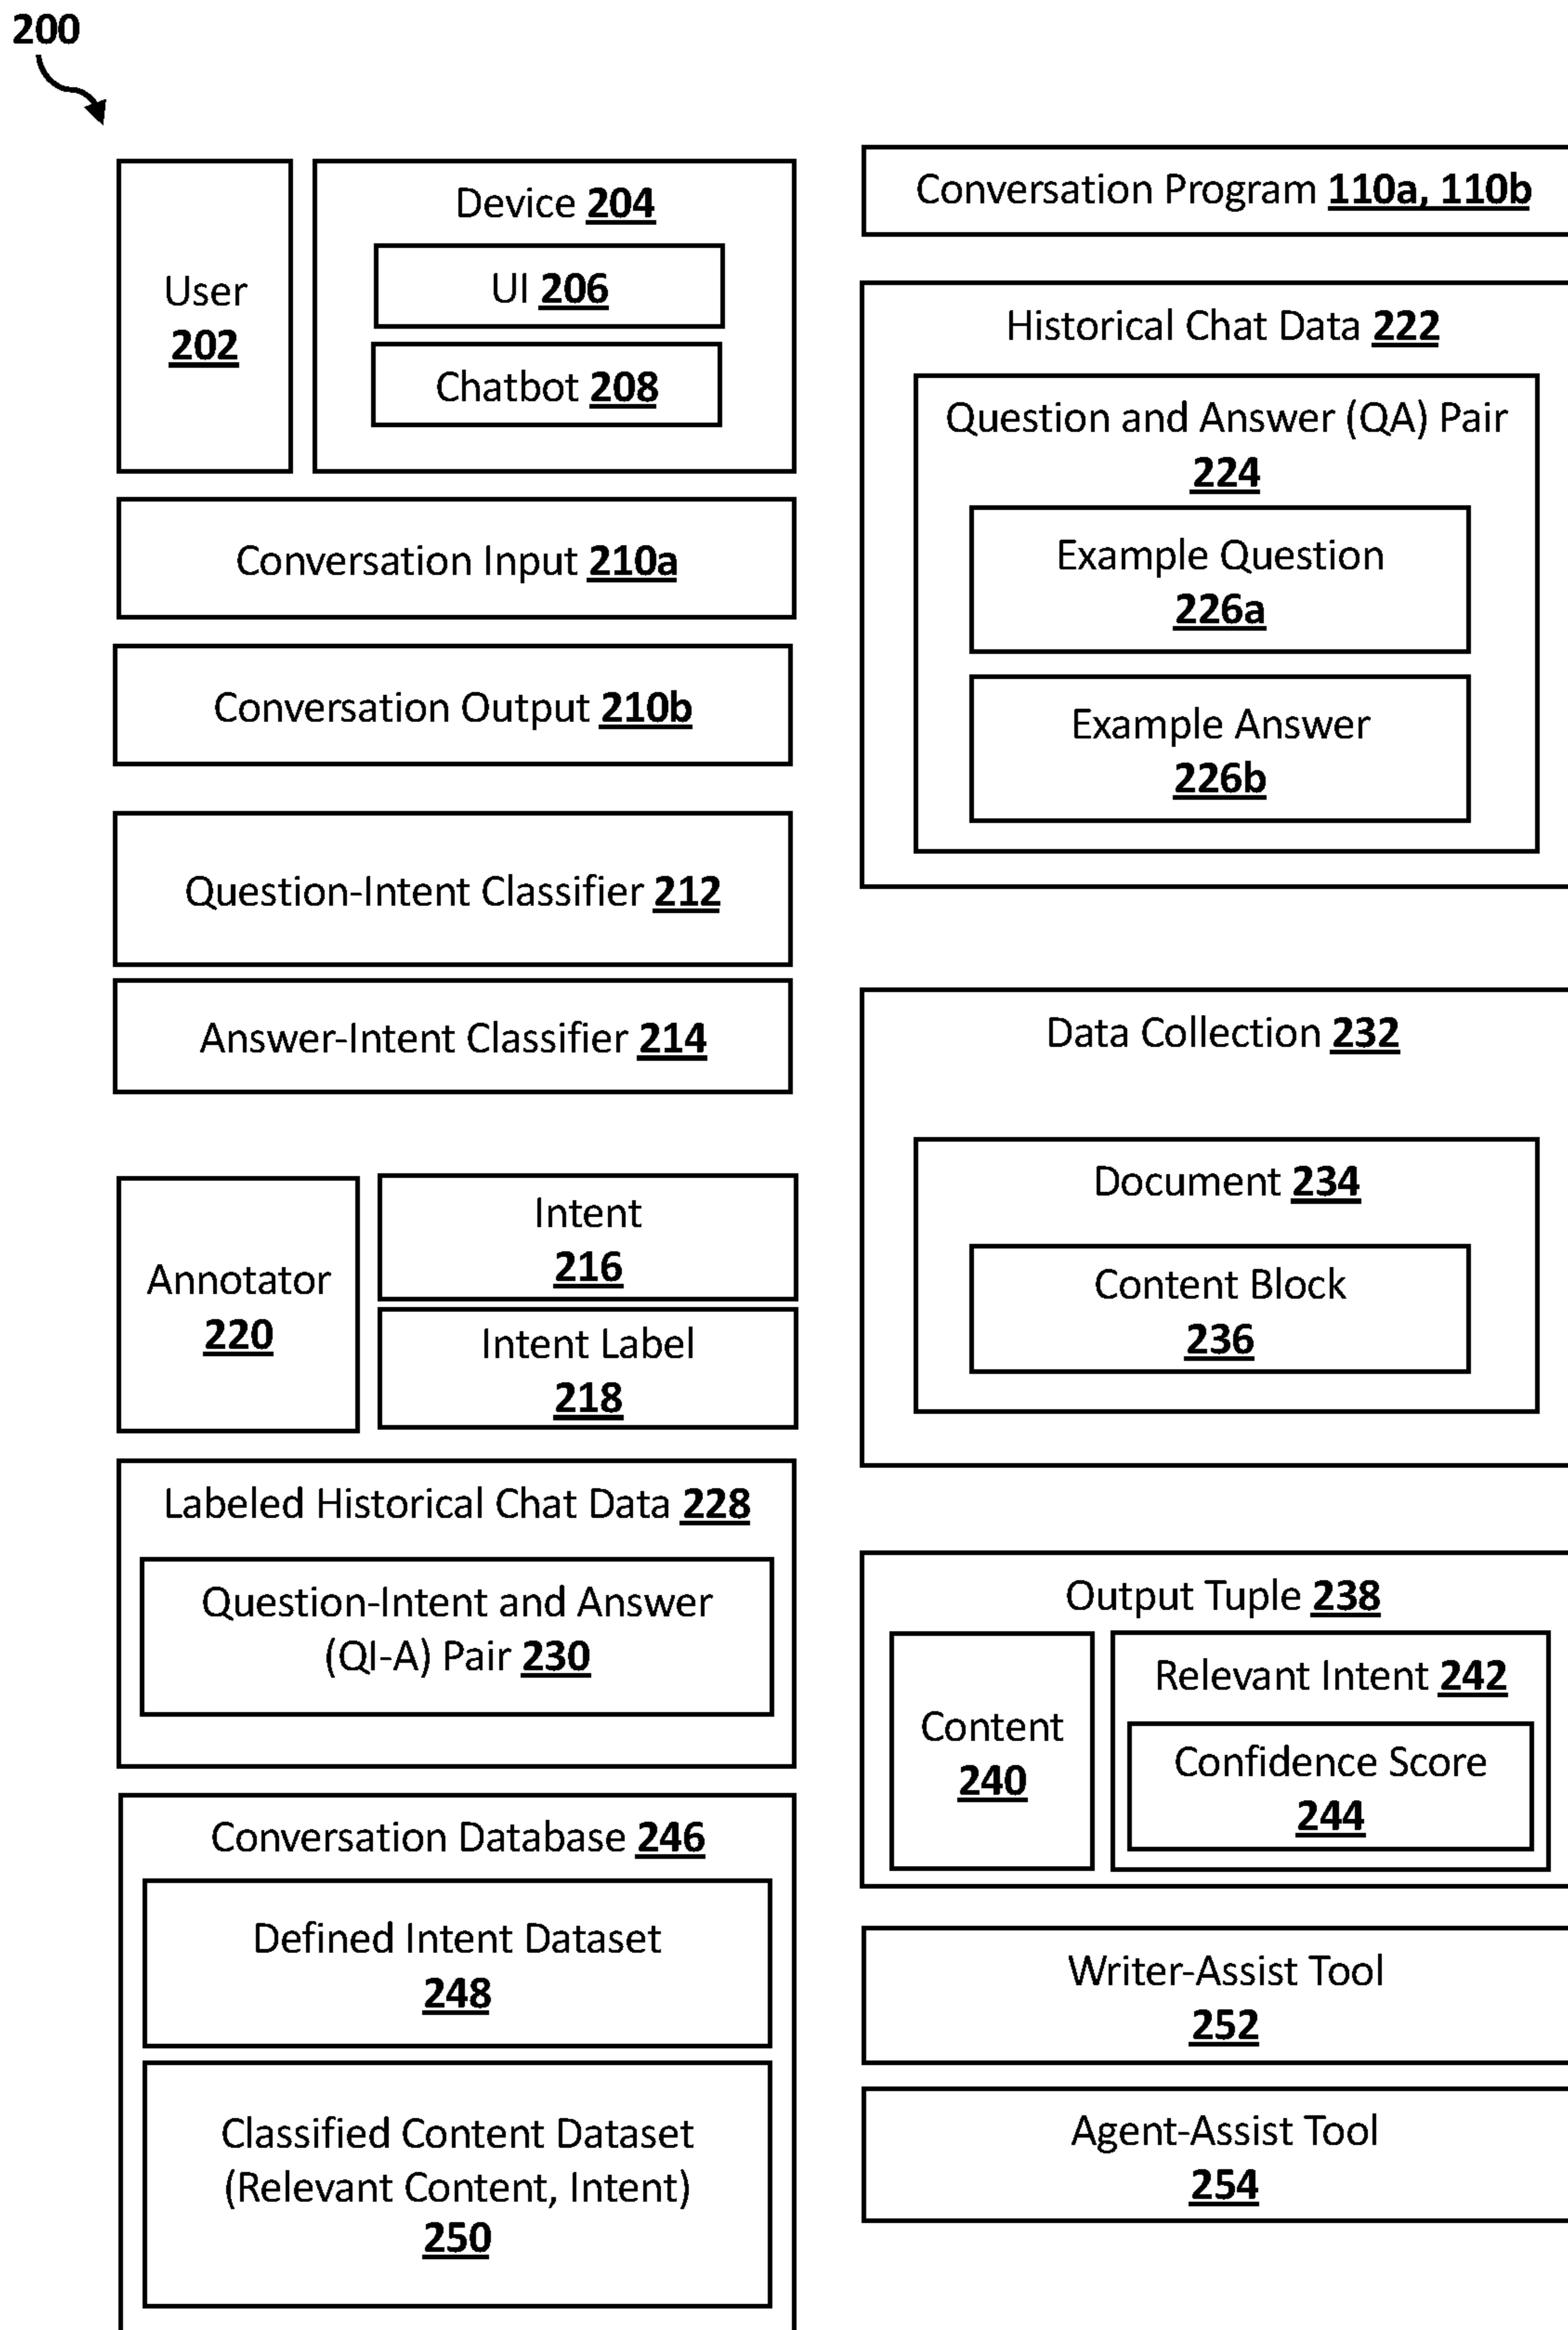 200
User
202
Device 204
UI 206
Chatbot 208
Conversation Input 210a
Conversation Output 210b
Question-Intent Classifier 212
Answer-Intent Classifier 214
Annotator
220
Intent
216
Intent Label
218
Labeled Historical Chat Data 228
Question-Intent and Answer
(QI-A) Pair 230
Conversation Database 246
Defined Intent Dataset
248
Classified Content Dataset
(Relevant Content, Intent)
250
Conversation Program 110a, 110b
Historical Chat Data 222
Question and Answer (QA) Pair
224
Example Question
226a
Example Answer
226b
Data Collection 232
Document 234
Content Block
236
Output Tuple 238
Content
240
Relevant Intent 242
Confidence Score
244
Writer-Assist Tool
252
Agent-Assist Tool
254